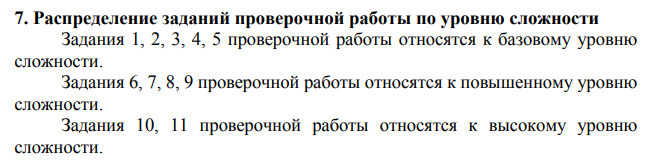 7. Распределение заданий проверочной работы по уровню сложности
Задания 1, 2, 3, 4, 5 проверочной работы относятся к базовому уровню
сложности.
Задания 6, 7, 8, 9 проверочной работы относятся к повышенному уровню
сложности.
Задания 10, 11 проверочной работы относятся к высокому уровню
сложности.